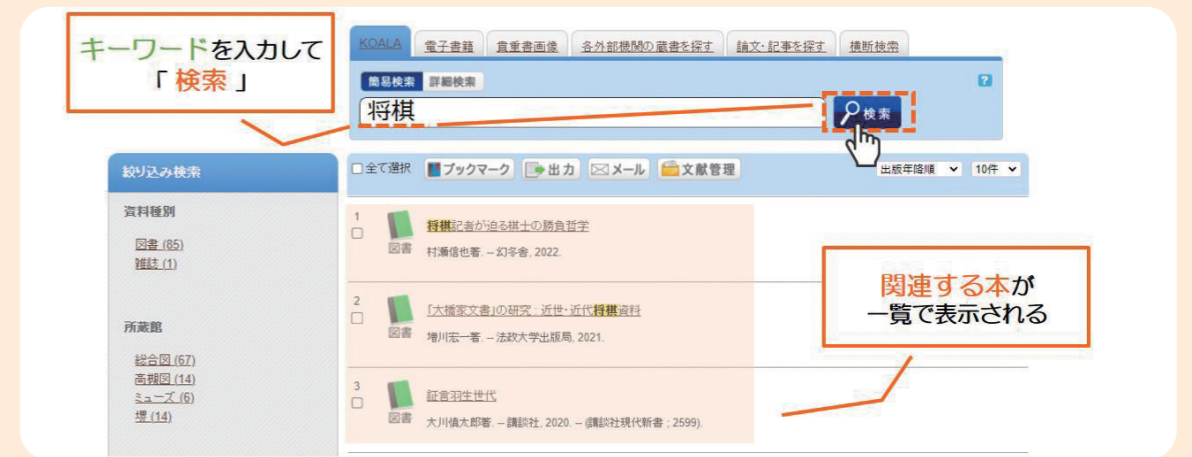 キーワードを入力して
「 検索 」
KOALA 電子書籍 貴重書画像 各外部機関の蔵書を探す 論文・記事を探す 横断検索
簡易検索 詳細検索 ?
将棋 検索
絞り込み検索
全て選択 ブックマーク 出力 メール 文献管理 出版年降順 10件
資料種別
図書 (85)
雑誌 (1)
所蔵館
総合図 (67)
高槻図 (14)
ミューズ (6)
堺 (14)
1
将棋記者が迫る棋士の勝負哲学
図書 村瀬信也著. -- 幻冬舎, 2022.
2
「大橋家文書」の研究 : 近世・近代将棋資料
図書 増川宏一著. -- 法政大学出版局, 2021.
3
証言羽生世代
図書 大川慎太郎著. -- 講談社, 2020. -- (講談社現代新書 ; 2599).
関連する本が
一覧で表示される